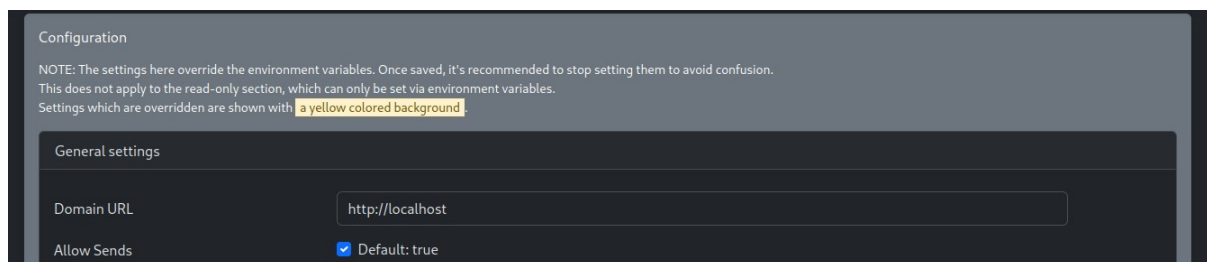 Configuration
NOTE: The settings here override the environment variables. Once saved, it's recommended to stop setting them to avoid confusion.
This does not apply to the read-only section, which can only be set via environment variables.
Settings which are overridden are shown with a yellow colored background.
General settings
Domain URL http://localhost
Allow Sends Default: true